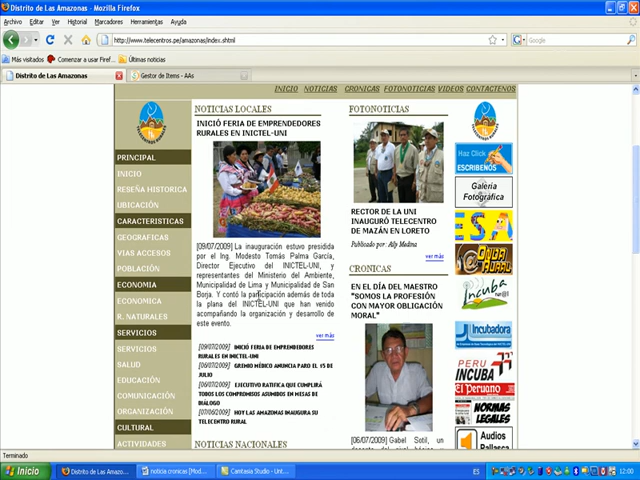 Distrito de Las Amazonas - Mozilla Firefox
Archivo Editar Ver Historial Marcadores Herramientas Ayuda
http://www.telecentros.pe/amazonas/index.shtml
Google
Más visitados Comenzar a usar Firef... Últimas noticias
Distrito de Las Amazonas
Gestor de Items - AAs
INICIO NOTICIAS CRONICAS FOTONOTICIAS VIDEOS CONTACTENOS
TELECENTROS RURALES
PRINCIPAL
INICIO
RESEÑA HISTORICA
UBICACIÓN
CARACTERISTICAS
GEOGRAFICAS
VIAS ACCESOS
POBLACIÓN
ECONOMIA
ECONOMICA
R. NATURALES
SERVICIOS
SERVICIOS
SALUD
EDUCACIÓN
COMUNICACIÓN
ORGANIZACIÓN
CULTURAL
ACTIVIDADES
NOTICIAS LOCALES
INICIÓ FERIA DE EMPRENDEDORES
RURALES EN INICTEL-UNI
[09/07/2009] La inauguración estuvo presidida
por el Ing. Modesto Tomás Palma García,
Director Ejecutivo del INICTEL-UNI, y
representantes del Ministerio del Ambiente,
Municipalidad de Lima y Municipalidad de San
Borja. Y contó la participación además de toda
la plana del INICTEL-UNI que han venido
acompañando la organización y desarrollo de
este evento.
ver más
[09/07/2009] INICIÓ FERIA DE EMPRENDEDORES
RURALES EN INICTEL-UNI
[06/07/2009] GREMIO MÉDICO ANUNCIA PARO EL 15 DE
JULIO
[06/07/2009] EJECUTIVO RATIFICA QUE CUMPLIRÁ
TODOS LOS COMPROMISOS ASUMIDOS EN MESAS DE
DIÁLOGO
[07/06/2009] HOY LAS AMAZONAS INAUGURA SU
TELECENTRO RURAL
NOTICIAS NACIONALES
FOTONOTICIAS
RECTOR DE LA UNI
INAUGURÓ TELECENTRO
DE MAZÁN EN LORETO
Publicado por: Ally Medina
ver más
CRONICAS
EN EL DÍA DEL MAESTRO
"SOMOS LA PROFESIÓN
CON MAYOR OBLIGACIÓN
MORAL"
[06/07/2009] Gabel Sotil, un
TELECENTROS RURALES
Haz Click
ESCRIBENOS
Galería
Fotográfica
Onda
Rural
Incuba
Incubadora
PERU
INCUBA
El Peruano
NORMAS
LEGALES
Audios
Pallasca
Terminado
Inicio
Distrito de Las Amazo...
noticia cronicas [Mod...
Camtasia Studio - Unt...
ES
12:00